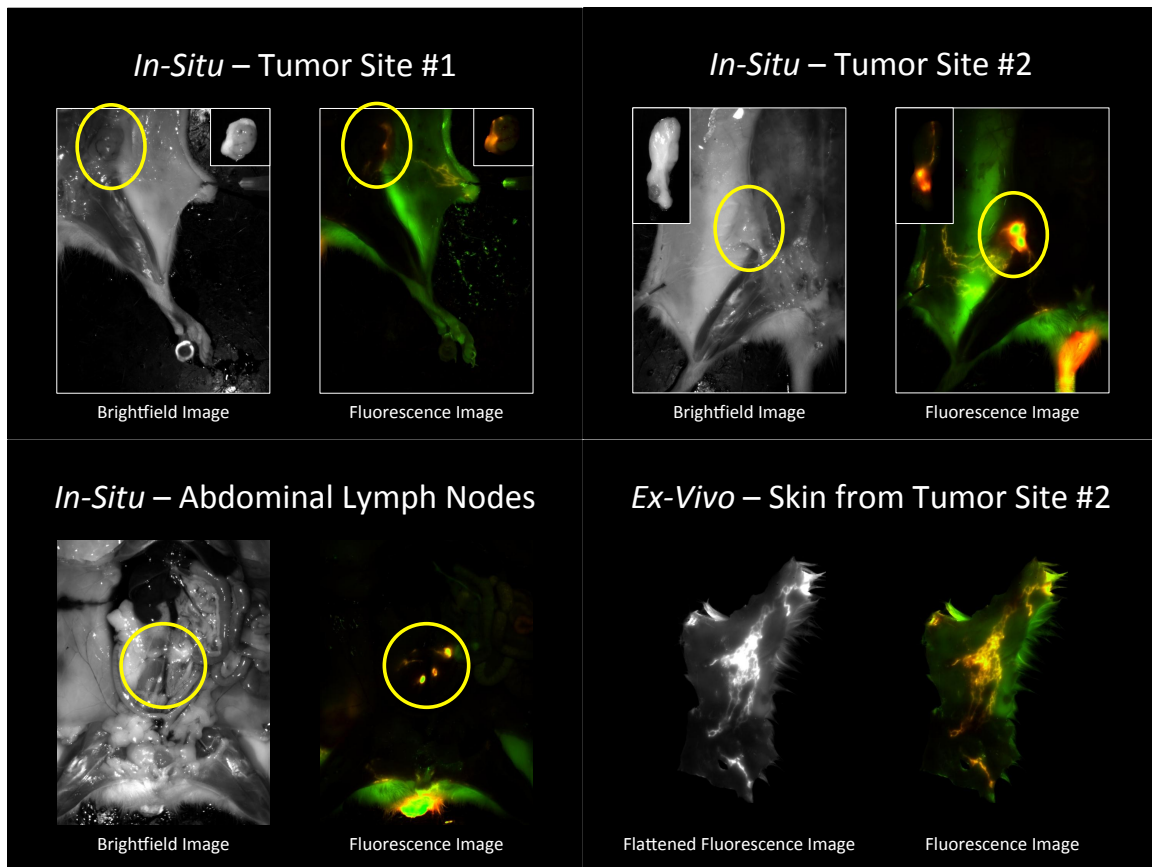 In-Situ – Tumor Site #1
Brightfield Image
Fluorescence Image
In-Situ – Tumor Site #2
Brightfield Image
Fluorescence Image
In-Situ – Abdominal Lymph Nodes
Brightfield Image
Fluorescence Image
Ex-Vivo – Skin from Tumor Site #2
Flattened Fluorescence Image
Fluorescence Image